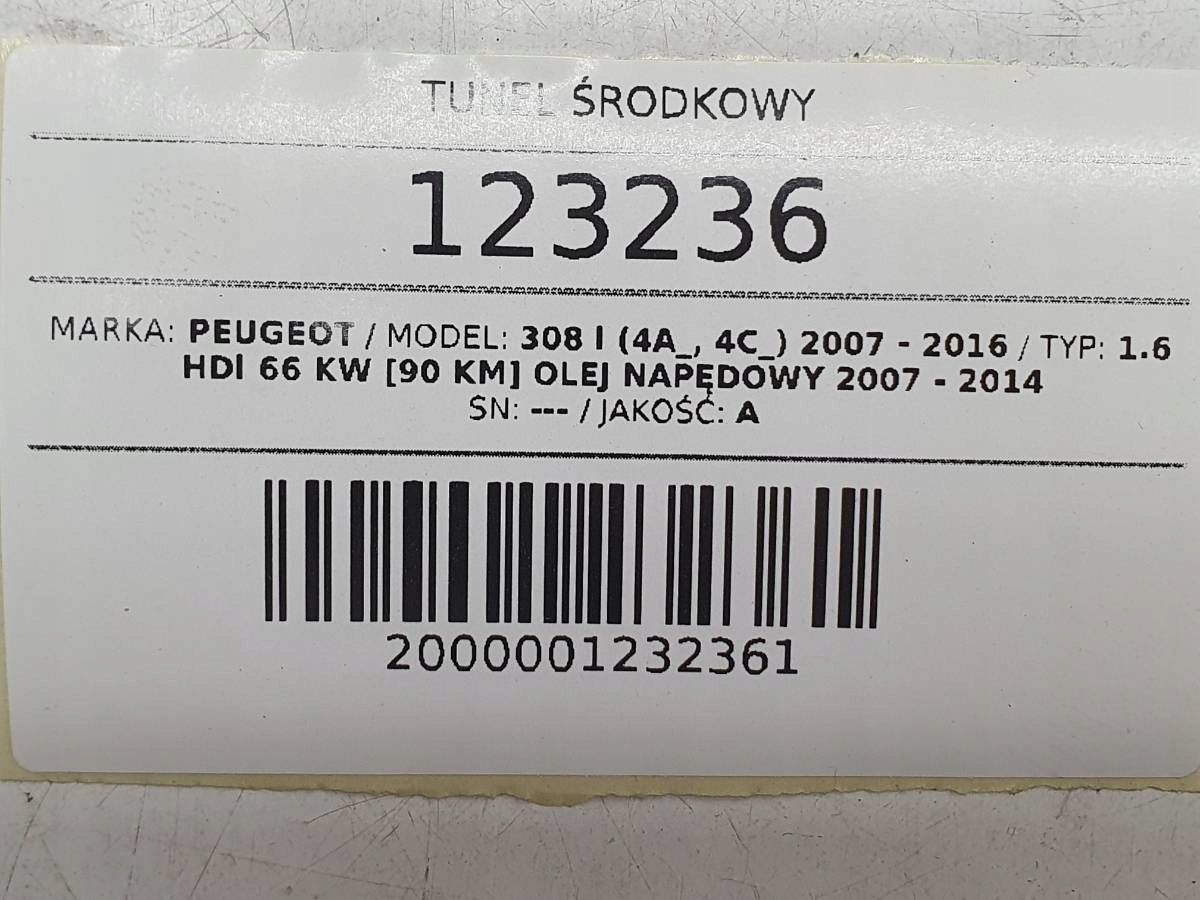 TUNEL ŚRODKOWY
123236
MARKA: PEUGEOT / MODEL: 308 I (4A_, 4C_) 2007 - 2016 / TYP: 1.6
HDI 66 KW [90 KM] OLEJ NAPĘDOWY 2007 - 2014
SN: --- / JAKOŚĆ: A
2000001232361